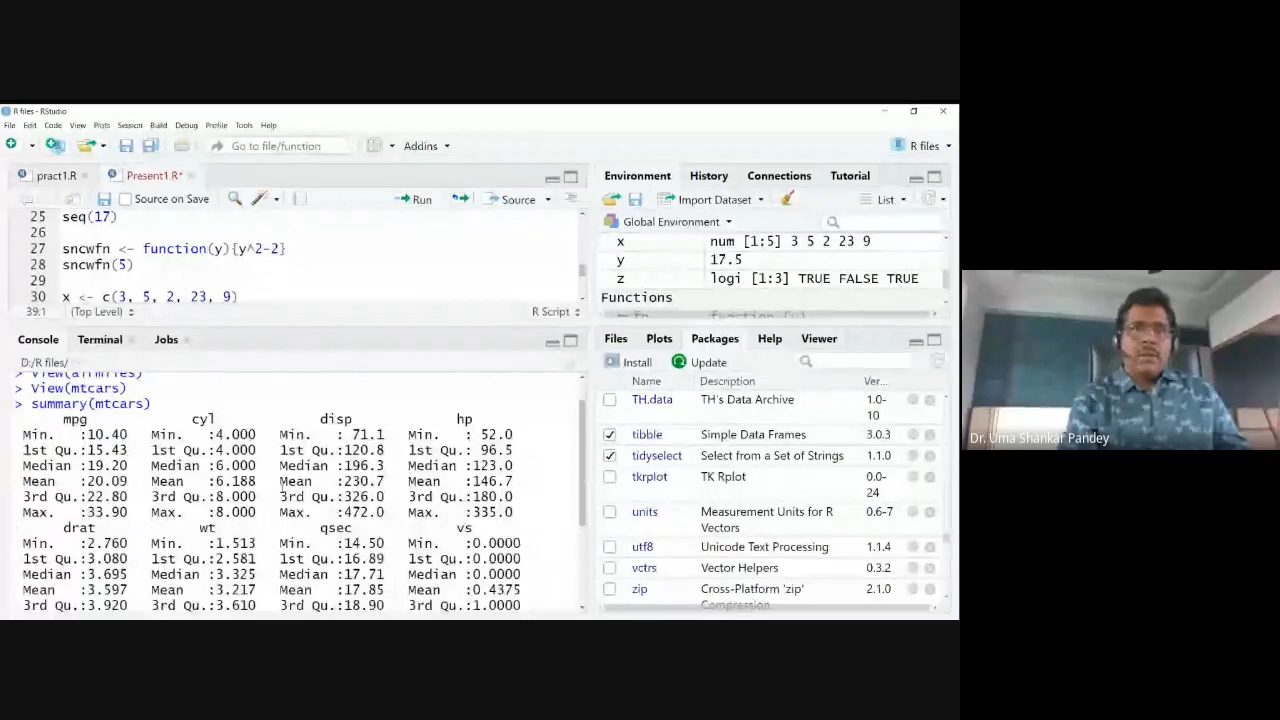 R files - RStudio
File Edit Code View Plots Session Build Debug Profile Tools Help
Go to file/function Addins R files
pract1.R Present1.R*
Source on Save Run Source
25 seq(17)
26
27 sncwfn <- function(y){y^2-2}
28 sncwfn(5)
29
30 x <- c(3, 5, 2, 23, 9)
39:1 (Top Level) R Script
Console Terminal Jobs
D:/R files/
> View(mtcars)
> summary(mtcars)
mpg cyl disp hp
Min. :10.40 Min. :4.000 Min. : 71.1 Min. : 52.0
1st Qu.:15.43 1st Qu.:4.000 1st Qu.:120.8 1st Qu.: 96.5
Median :19.20 Median :6.000 Median :196.3 Median :123.0
Mean :20.09 Mean :6.188 Mean :230.7 Mean :146.7
3rd Qu.:22.80 3rd Qu.:8.000 3rd Qu.:326.0 3rd Qu.:180.0
Max. :33.90 Max. :8.000 Max. :472.0 Max. :335.0
drat wt qsec vs
Min. :2.760 Min. :1.513 Min. :14.50 Min. :0.0000
1st Qu.:3.080 1st Qu.:2.581 1st Qu.:16.89 1st Qu.:0.0000
Median :3.695 Median :3.325 Median :17.71 Median :0.0000
Mean :3.597 Mean :3.217 Mean :17.85 Mean :0.4375
3rd Qu.:3.920 3rd Qu.:3.610 3rd Qu.:18.90 3rd Qu.:1.0000
Environment History Connections Tutorial
Import Dataset List
Global Environment
x num [1:5] 3 5 2 23 9
y 17.5
z logi [1:3] TRUE FALSE TRUE
Functions
Files Plots Packages Help Viewer
Install Update
Name Description Ver...
TH.data TH's Data Archive 1.0-
10
tibble Simple Data Frames 3.0.3
tidyselect Select from a Set of Strings 1.1.0
tkrplot TK Rplot 0.0-
24
units Measurement Units for R 0.6-7
Vectors
utf8 Unicode Text Processing 1.1.4
vctrs Vector Helpers 0.3.2
zip Cross-Platform 'zip' 2.1.0
Compression
Dr. Uma Shankar Pandey